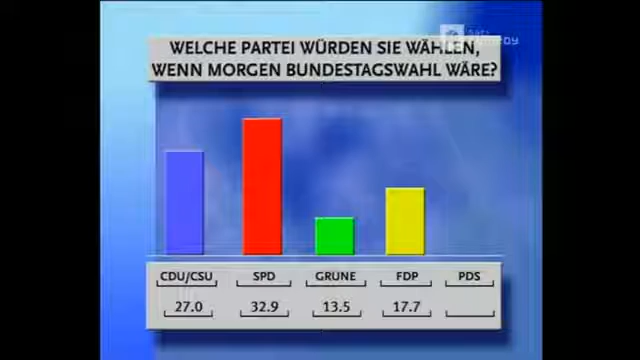 WELCHE PARTEI WÜRDEN SIE WÄHLEN,
WENN MORGEN BUNDESTAGSWAHL WÄRE?
CDU/CSU SPD GRÜNE FDP PDS
27.0 32.9 13.5 17.7